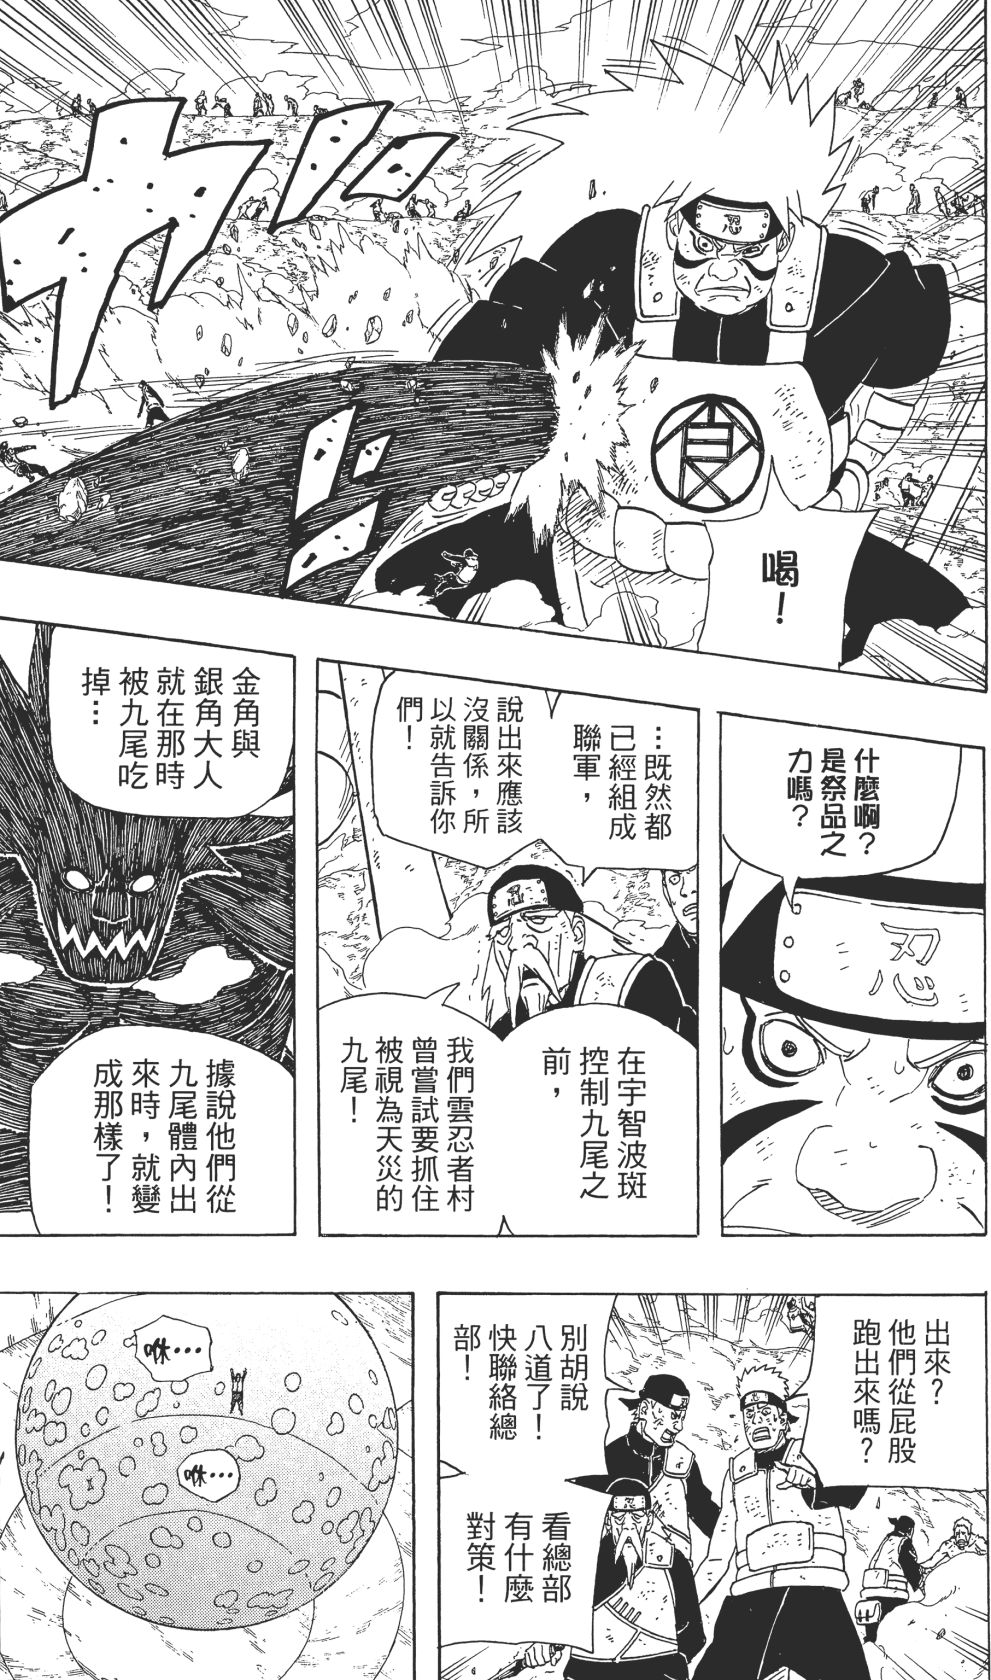 ザザッ
忍
食
喝！
什麼啊？
是祭品之
力嗎？
忍
…既然都
已經組成
聯軍，
說出來應該
沒關係，所
以就告訴你
們！
在宇智波斑
控制九尾之
前，
我們雲忍者村
曾嘗試要抓住
被視為天災的
九尾！
金角與
銀角大人
就在那時
被九尾吃
掉…
據說他們從
九尾體內出
來時，就變
成那樣了！
出來？
他們從屁股
跑出來嗎？
別胡說
八道了！
快聯絡總
部！
看總部
有什麼
對策！
咻…
咻…